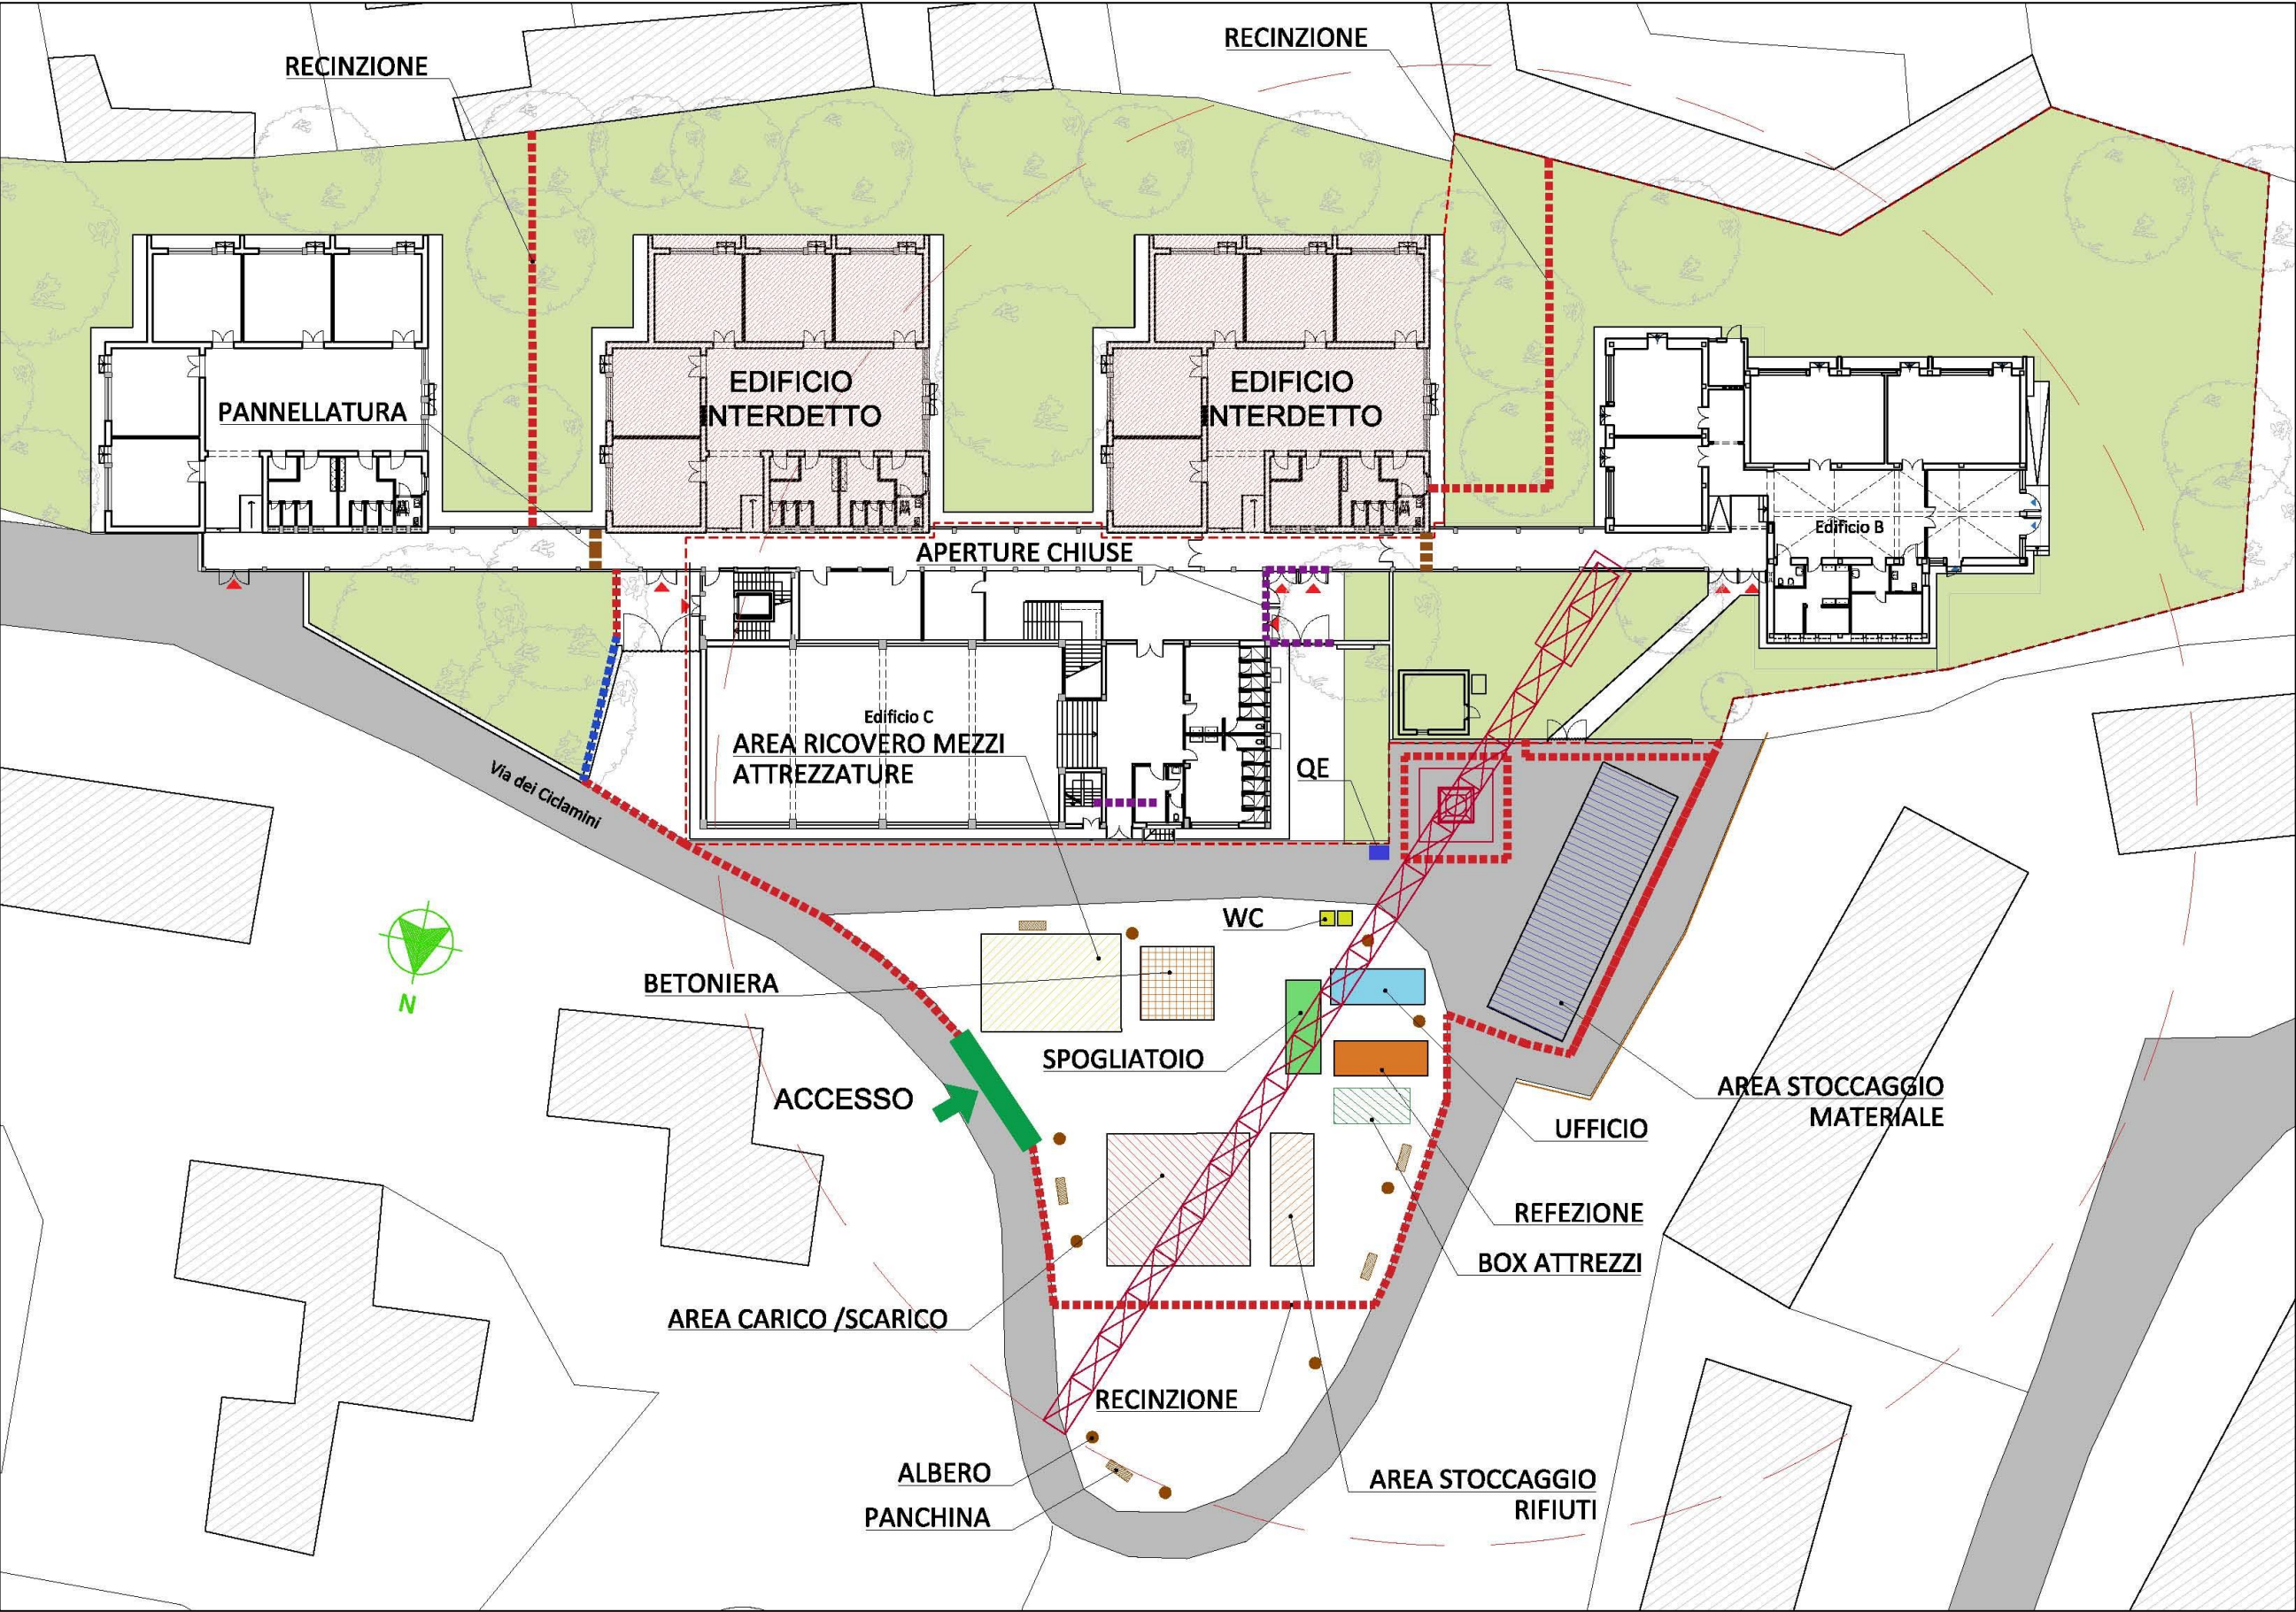 RECINZIONE
RECINZIONE
EDIFICIO
INTERDETTO
EDIFICIO
INTERDETTO
PANNELLATURA
Edificio B
APERTURE CHIUSE
Edificio C
AREA RICOVERO MEZZI
ATTREZZATURE
QE
Via dei Ciclamini
WC
BETONIERA
N
SPOGLIATOIO
ACCESSO
AREA STOCCAGGIO
MATERIALE
UFFICIO
REFEZIONE
BOX ATTREZZI
AREA CARICO /SCARICO
RECINZIONE
ALBERO
AREA STOCCAGGIO
RIFIUTI
PANCHINA